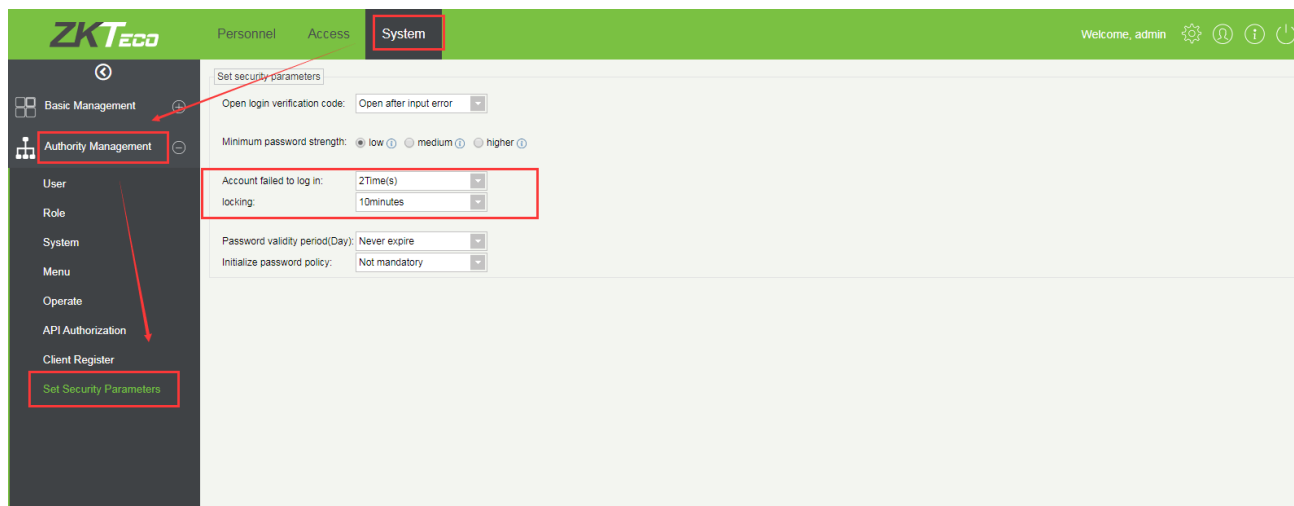 ZKTECO
Personnel Access System
Welcome, admin
Basic Management
Authority Management
User
Role
System
Menu
Operate
API Authorization
Client Register
Set Security Parameters
Set security parameters
Open login verification code: Open after input error
Minimum password strength: low medium higher
Account failed to log in: 2Time(s)
locking: 10minutes
Password validity period(Day): Never expire
Initialize password policy: Not mandatory